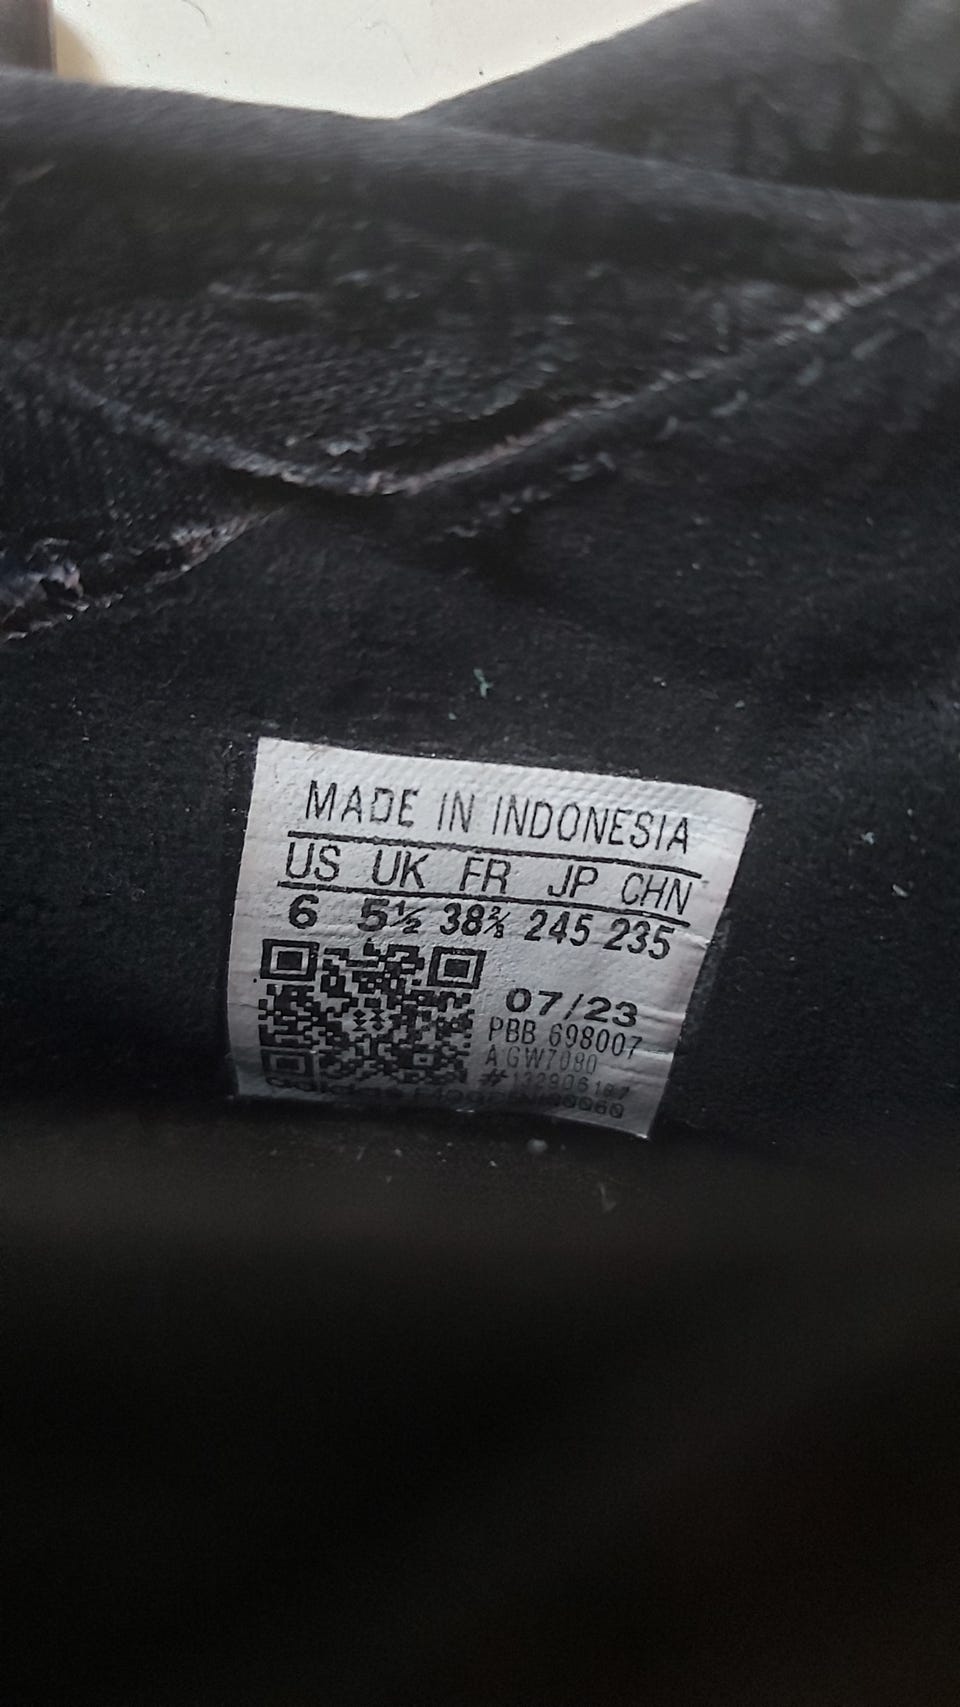 MADE IN INDONESIA
US UK FR JP CHN
6 5½ 38⅔ 245 235
07/23
PBB 698007
A GW7080